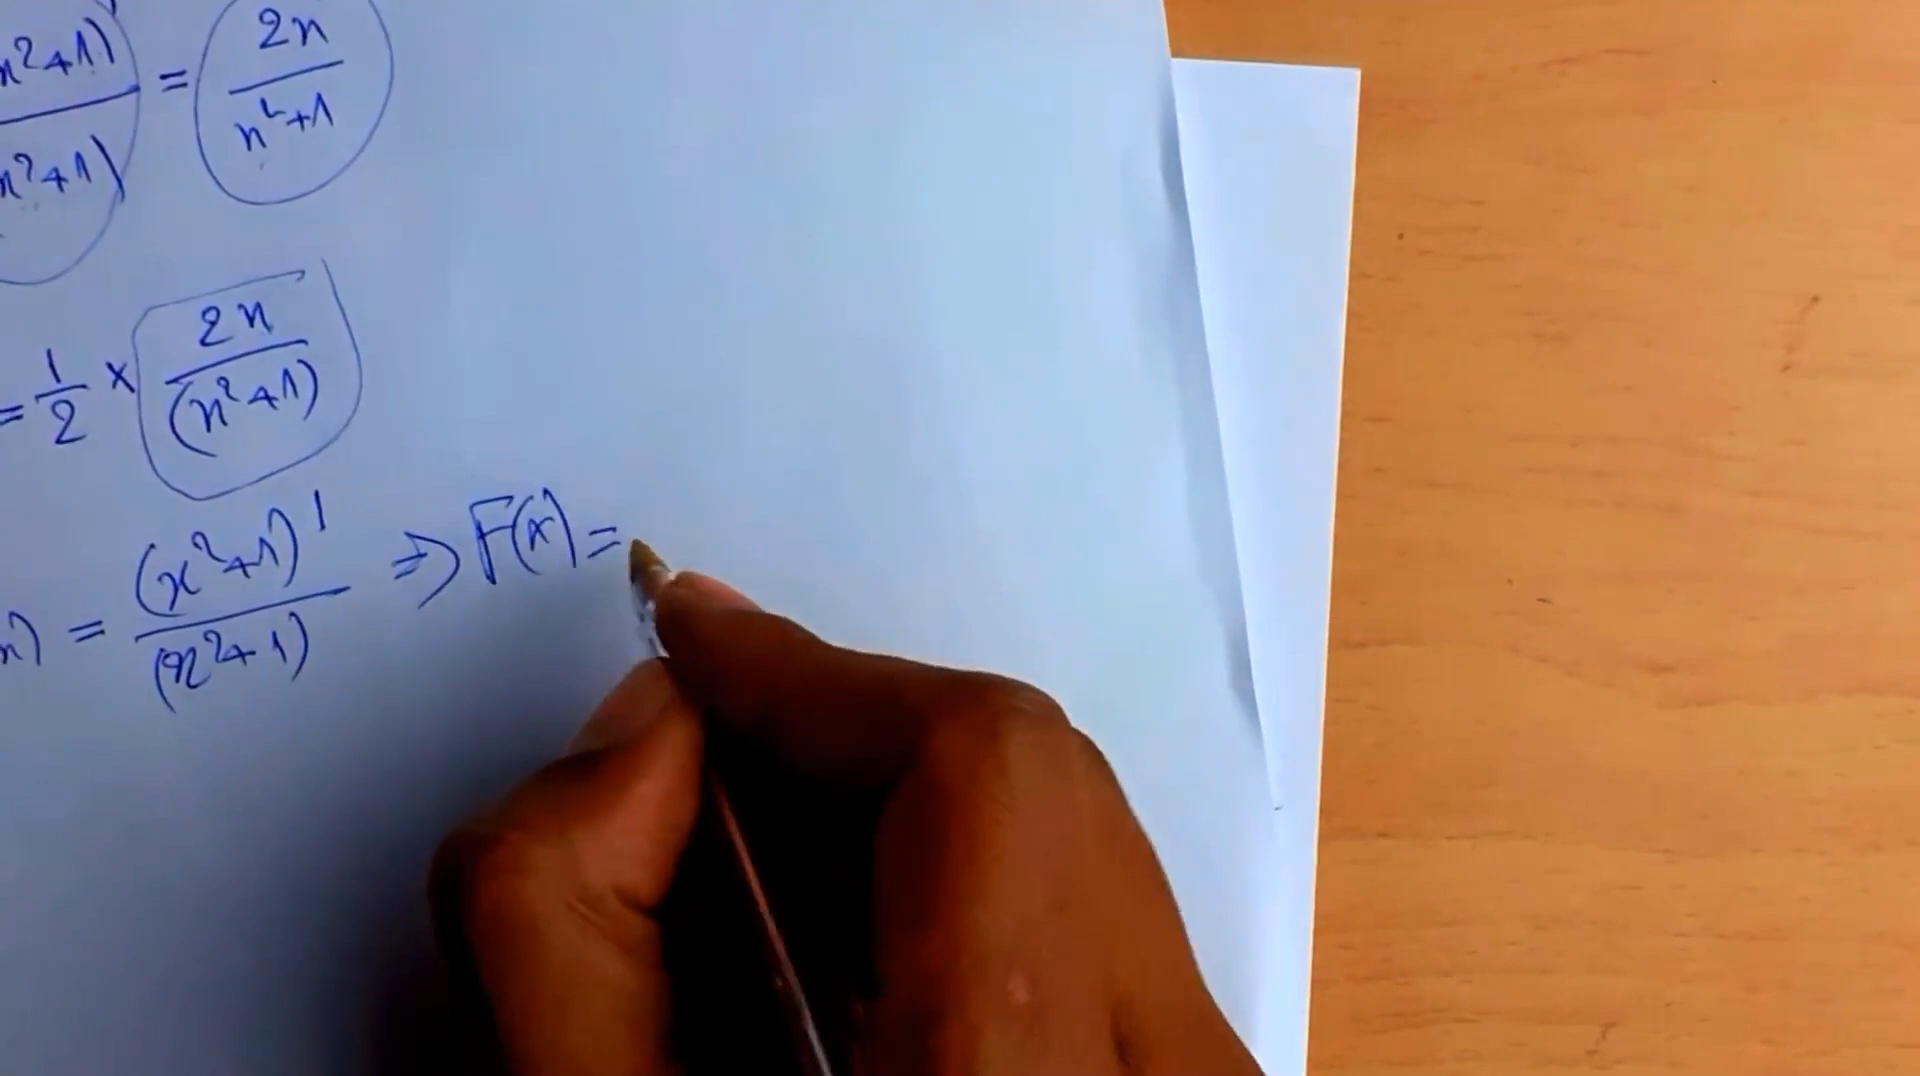 x²+1)' / x²+1) = 2x / x²+1
= 1/2 × 2x / (x²+1)
x) = (x²+1)' / (x²+1) ⇒ F(x) =